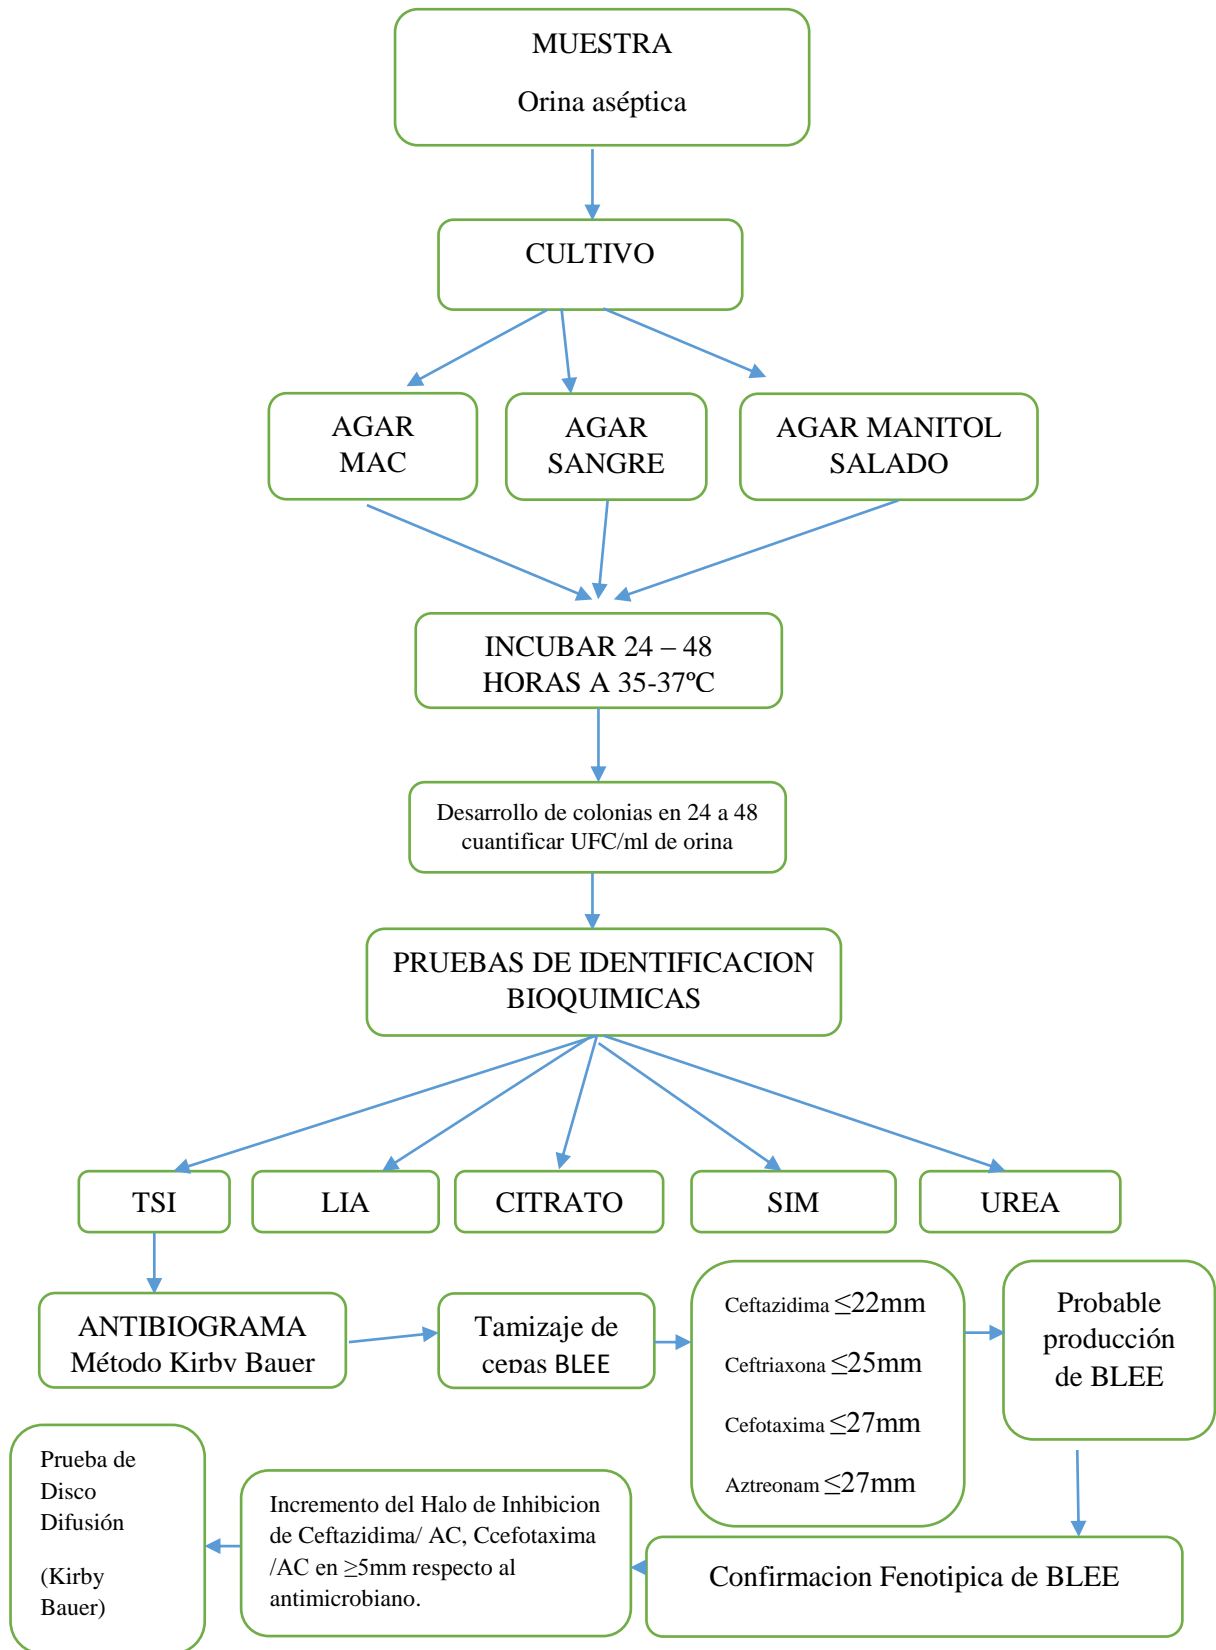 MUESTRA
Orina aséptica
CULTIVO
AGAR
MAC
AGAR
SANGRE
AGAR MANITOL
SALADO
INCUBAR 24 – 48
HORAS A 35-37ºC
Desarrollo de colonias en 24 a 48
cuantificar UFC/ml de orina
PRUEBAS DE IDENTIFICACION
BIOQUIMICAS
TSI
LIA
CITRATO
SIM
UREA
ANTIBIOGRAMA
Método Kirby Bauer
Tamizaje de
cepas BLEE
Ceftazidima ≤22mm
Ceftriaxona ≤25mm
Cefotaxima ≤27mm
Aztreonam ≤27mm
Probable
producción
de BLEE
Confirmacion Fenotipica de BLEE
Incremento del Halo de Inhibicion
de Ceftazidima/ AC, Ccefotaxima
/AC en ≥5mm respecto al
antimicrobiano.
Prueba de
Disco
Difusión
(Kirby
Bauer)